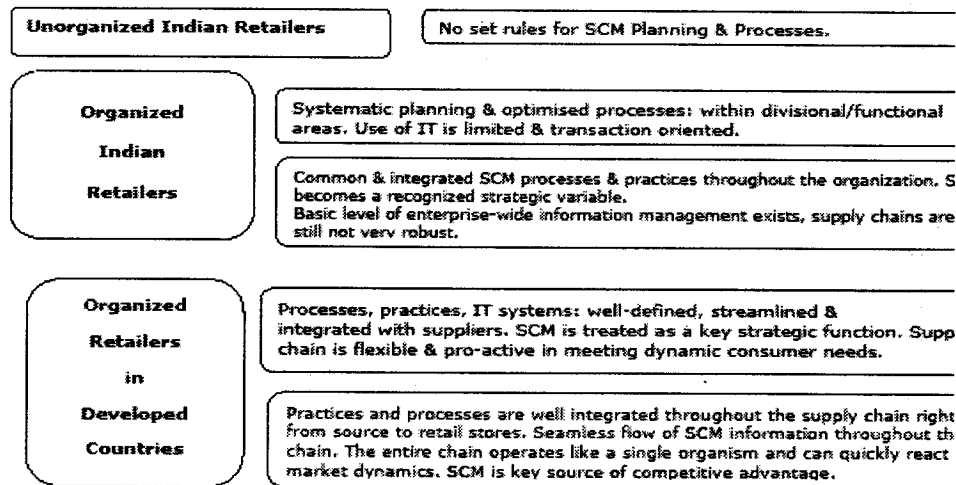 Unorganized Indian Retailers
No set rules for SCM Planning & Processes.
Organized
Indian
Retailers
Systematic planning & optimised processes: within divisional/functional
areas. Use of IT is limited & transaction oriented.
Common & integrated SCM processes & practices throughout the organization. S
becomes a recognized strategic variable.
Basic level of enterprise-wide information management exists, supply chains are
still not very robust.
Organized
Retailers
in
Developed
Countries
Processes, practices, IT systems: well-defined, streamlined &
integrated with suppliers. SCM is treated as a key strategic function. Supp
chain is flexible & pro-active in meeting dynamic consumer needs.
Practices and processes are well integrated throughout the supply chain right
from source to retail stores. Seamless flow of SCM information throughout th
chain. The entire chain operates like a single organism and can quickly react
market dynamics. SCM is key source of competitive advantage.